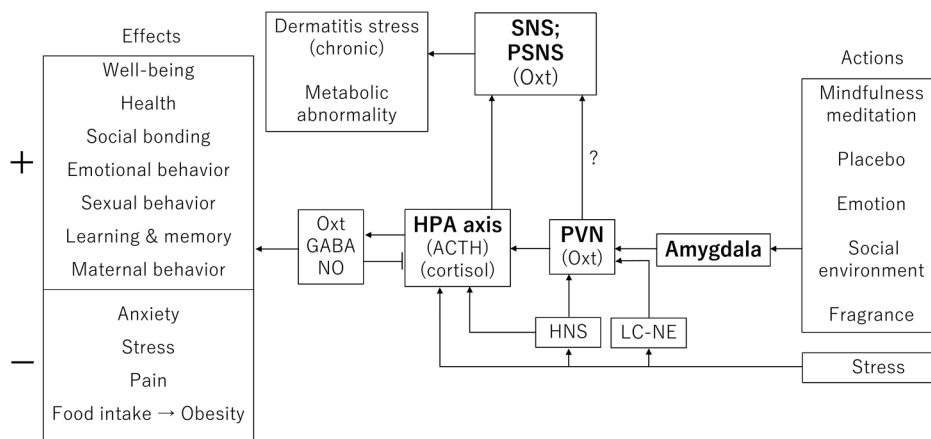 Effects
+
Well-being
Health
Social bonding
Emotional behavior
Sexual behavior
Learning & memory
Maternal behavior
−
Anxiety
Stress
Pain
Food intake → Obesity
Dermatitis stress
(chronic)
Metabolic
abnormality
SNS;
PSNS
(Oxt)
?
Oxt
GABA
NO
HPA axis
(ACTH)
(cortisol)
PVN
(Oxt)
Amygdala
HNS
LC-NE
Actions
Mindfulness
meditation
Placebo
Emotion
Social
environment
Fragrance
Stress